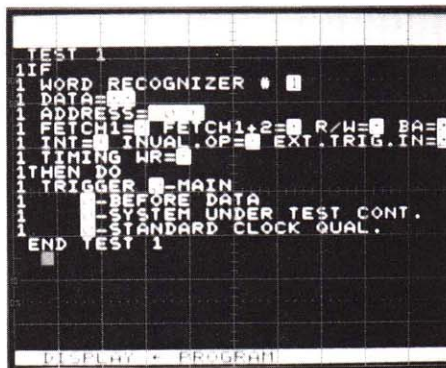 TEST 1
1IF
1 WORD RECOGNIZER # 1
1 DATA=
1 ADDRESS=
1 FETCH1= FETCH1+2= R/W= BA=
1 INT= INVAL.OP= EXT.TRIG.IN=
1 TIMING WR=
1THEN DO
1 TRIGGER -MAIN
1 -BEFORE DATA
1 -SYSTEM UNDER TEST CONT.
1 -STANDARD CLOCK QUAL.
END TEST 1
DISPLAY PROGRAM